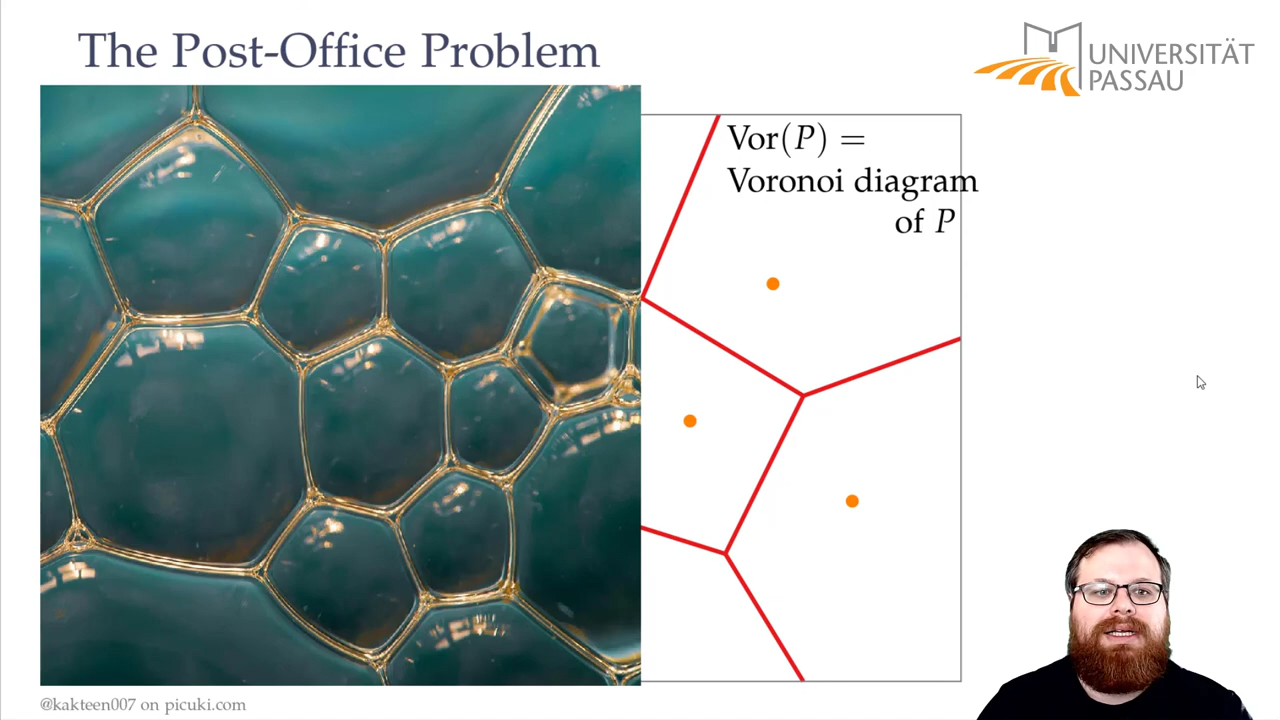 The Post-Office Problem
UNIVERSITÄT
PASSAU
Vor(P) =
Voronoi diagram
of P
@kakteen007 on picuki.com